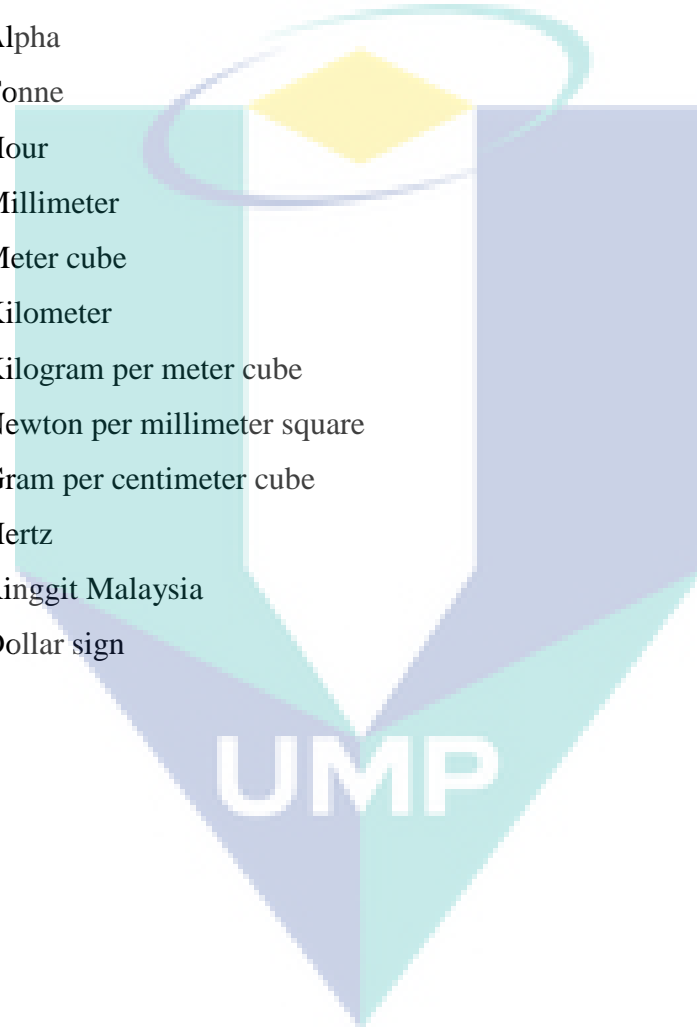 Alpha
Tonne
Hour
Millimeter
Meter cube
Kilometer
Kilogram per meter cube
Newton per millimeter square
Gram per centimeter cube
Hertz
Ringgit Malaysia
Dollar sign
UMP